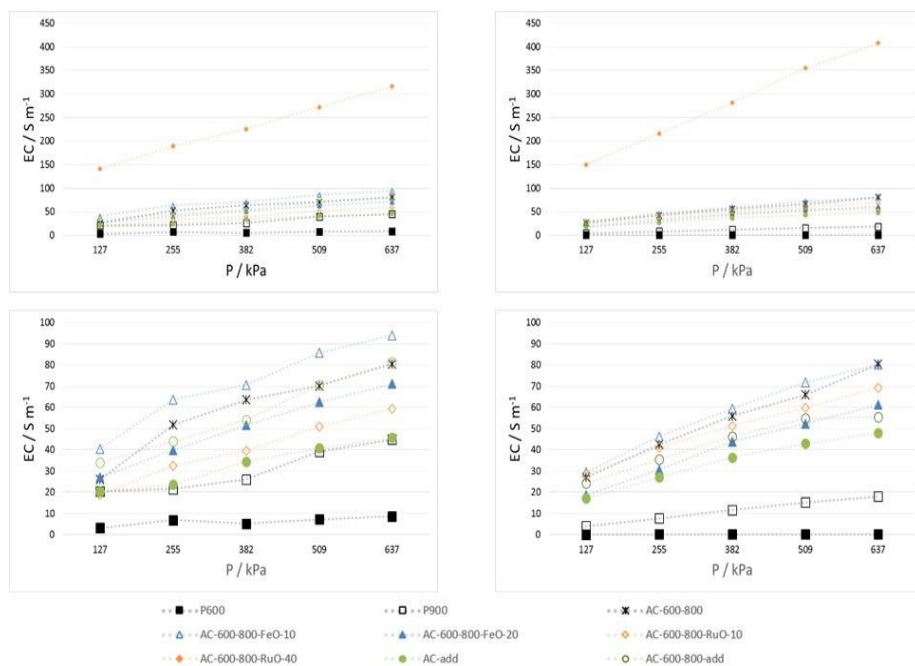 450
400
350
300
250
200
150
100
50
0
EC / S m⁻¹
127 255 382 509 637
P / kPa
450
400
350
300
250
200
150
100
50
0
EC / S m⁻¹
127 255 382 509 637
P / kPa
100
90
80
70
60
50
40
30
20
10
0
EC / S m⁻¹
127 255 382 509 637
P / kPa
100
90
80
70
60
50
40
30
20
10
0
EC / S m⁻¹
127 255 382 509 637
P / kPa
P600 P900 AC-600-800
AC-600-800-FeO-10 AC-600-800-FeO-20 AC-600-800-RuO-10
AC-600-800-RuO-40 AC-add AC-600-800-add